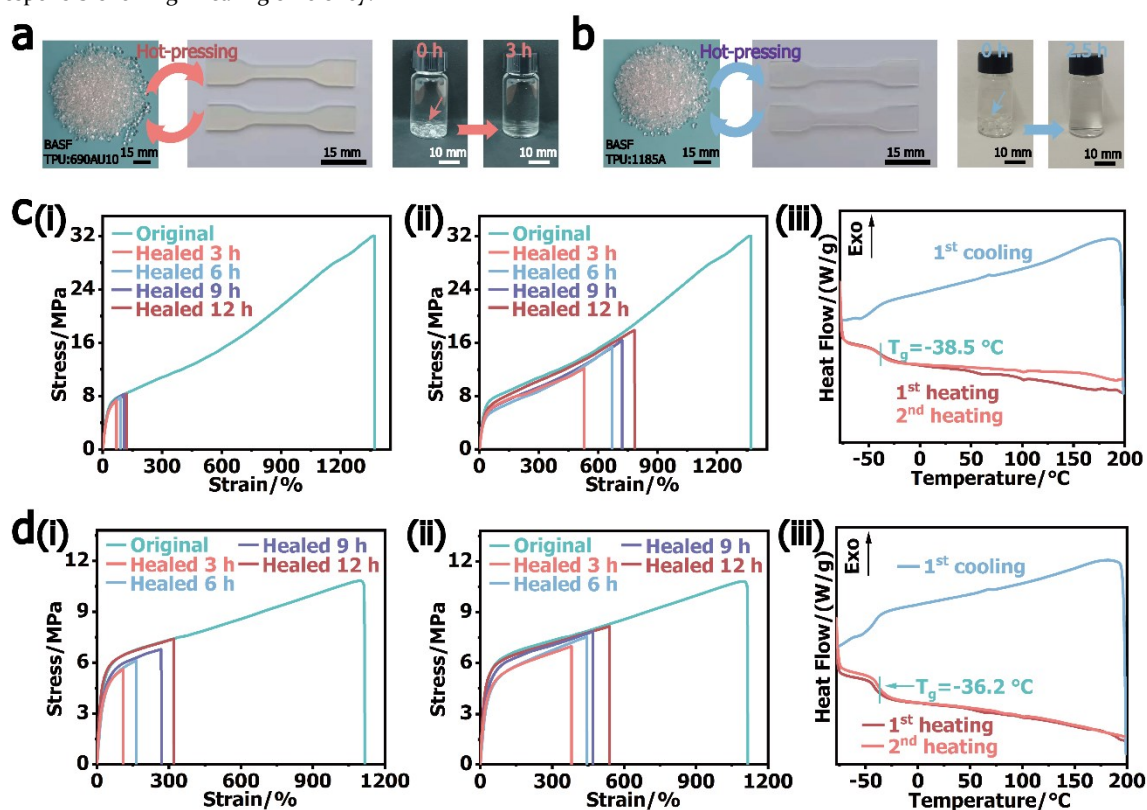 a
Hot-pressing
BASF
TPU:690AU10
15 mm
15 mm
0 h
3 h
10 mm
10 mm
b
Hot-pressing
BASF
TPU:1185A
15 mm
15 mm
0 h
2.5 h
10 mm
10 mm
c(i)
Original
Healed 3 h
Healed 6 h
Healed 9 h
Healed 12 h
Stress/MPa
32
24
16
8
0
0 300 600 900 1200
Strain/%
(ii)
Original
Healed 3 h
Healed 6 h
Healed 9 h
Healed 12 h
Stress/MPa
32
24
16
8
0
0 300 600 900 1200
Strain/%
(iii)
Exo
1st cooling
Tg=-38.5 °C
1st heating
2nd heating
Heat Flow/(W/g)
-50 0 50 100 150 200
Temperature/°C
d(i)
Original
Healed 3 h
Healed 6 h
Healed 9 h
Healed 12 h
Stress/MPa
12
9
6
3
0
0 300 600 900 1200
Strain/%
(ii)
Original
Healed 3 h
Healed 6 h
Healed 9 h
Healed 12 h
Stress/MPa
12
9
6
3
0
0 300 600 900 1200
Strain/%
(iii)
Exo
1st cooling
Tg=-36.2 °C
1st heating
2nd heating
Heat Flow/(W/g)
-50 0 50 100 150 200
Temperature/°C